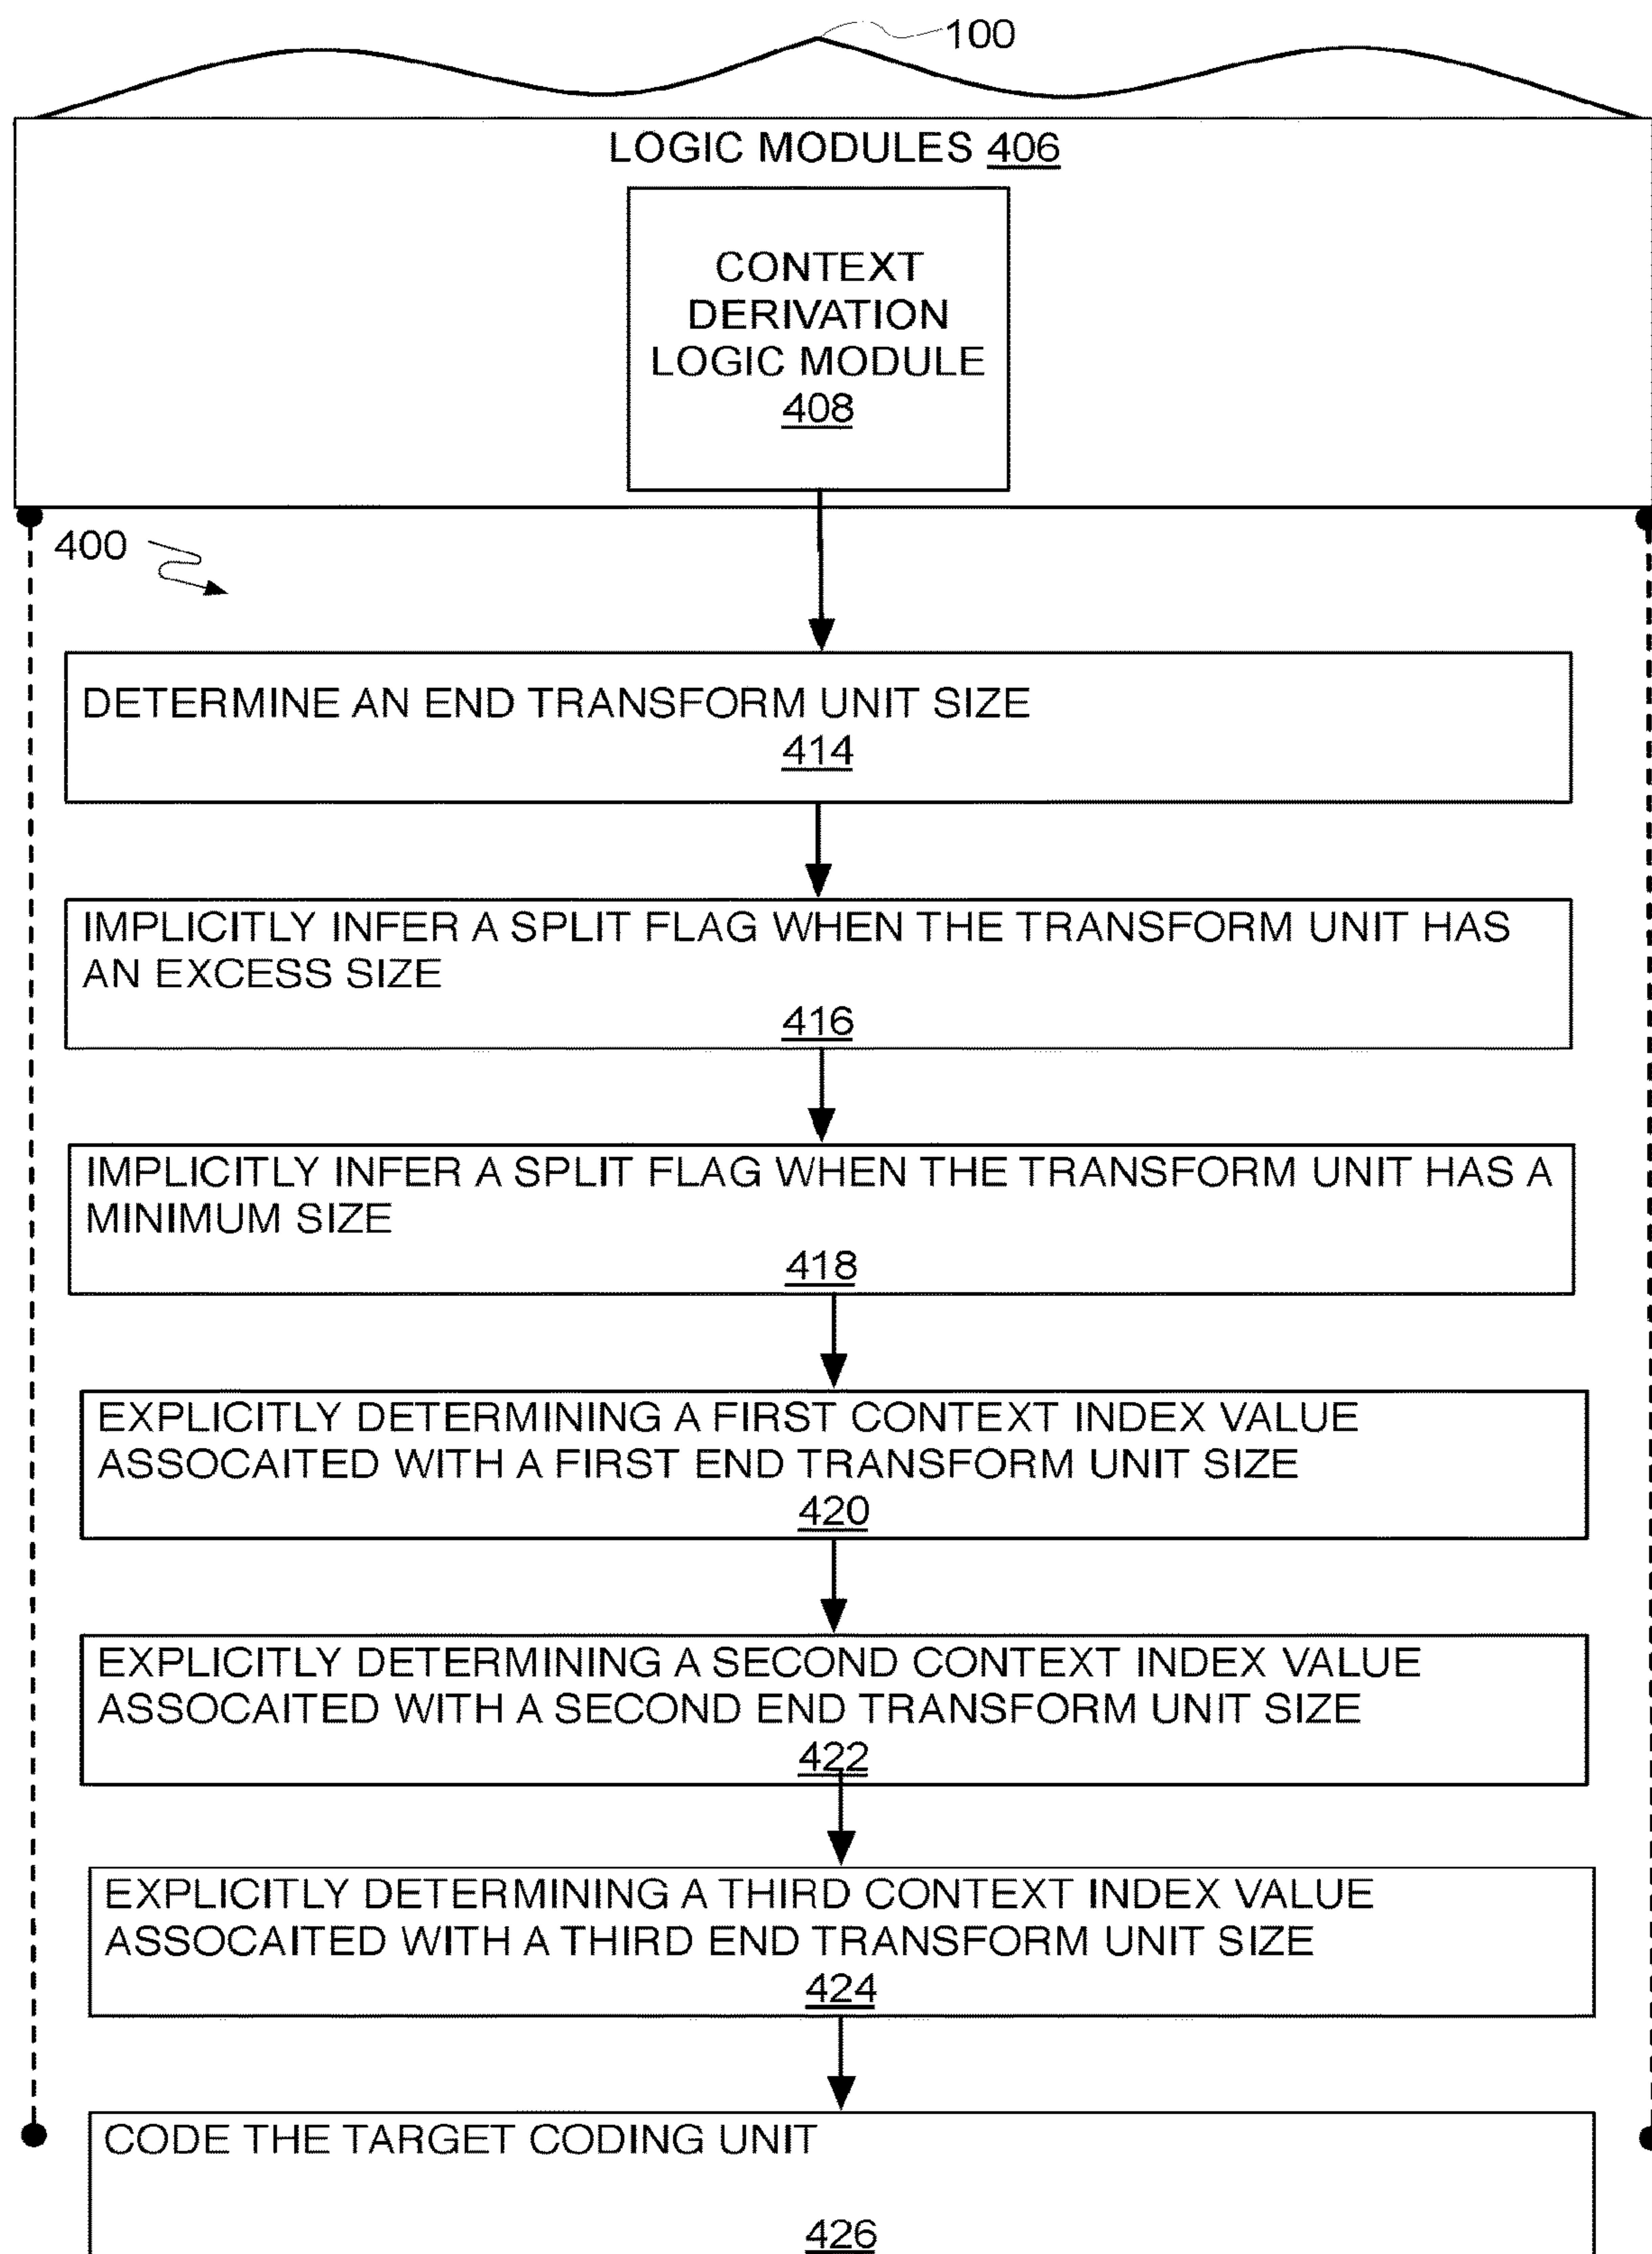 100
LOGIC MODULES 406
CONTEXT
DERIVATION
LOGIC MODULE
408
400
DETERMINE AN END TRANSFORM UNIT SIZE
414
IMPLICITLY INFER A SPLIT FLAG WHEN THE TRANSFORM UNIT HAS
AN EXCESS SIZE
416
IMPLICITLY INFER A SPLIT FLAG WHEN THE TRANSFORM UNIT HAS A
MINIMUM SIZE
418
EXPLICITLY DETERMINING A FIRST CONTEXT INDEX VALUE
ASSOCAITED WITH A FIRST END TRANSFORM UNIT SIZE
420
EXPLICITLY DETERMINING A SECOND CONTEXT INDEX VALUE
ASSOCAITED WITH A SECOND END TRANSFORM UNIT SIZE
422
EXPLICITLY DETERMINING A THIRD CONTEXT INDEX VALUE
ASSOCAITED WITH A THIRD END TRANSFORM UNIT SIZE
424
CODE THE TARGET CODING UNIT
426